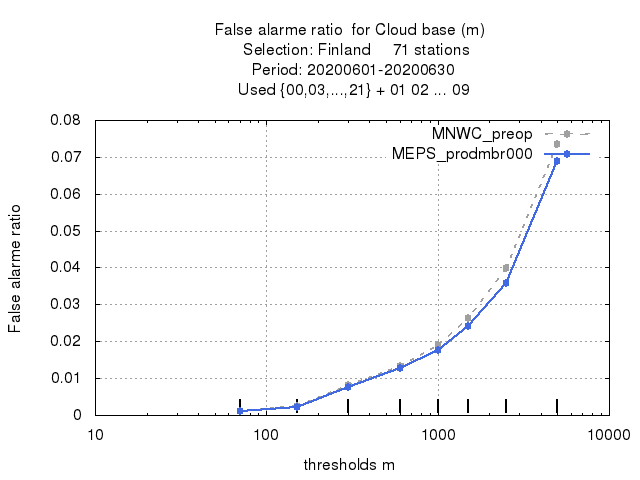 False alarme ratio  for Cloud base (m)
Selection: Finland     71 stations
Period: 20200601-20200630
Used {00,03,...,21} + 01 02 ... 09
MNWC_preop
MEPS_prodmbr000
False alarme ratio
0.08
0.07
0.06
0.05
0.04
0.03
0.02
0.01
0
10
100
1000
10000
thresholds m